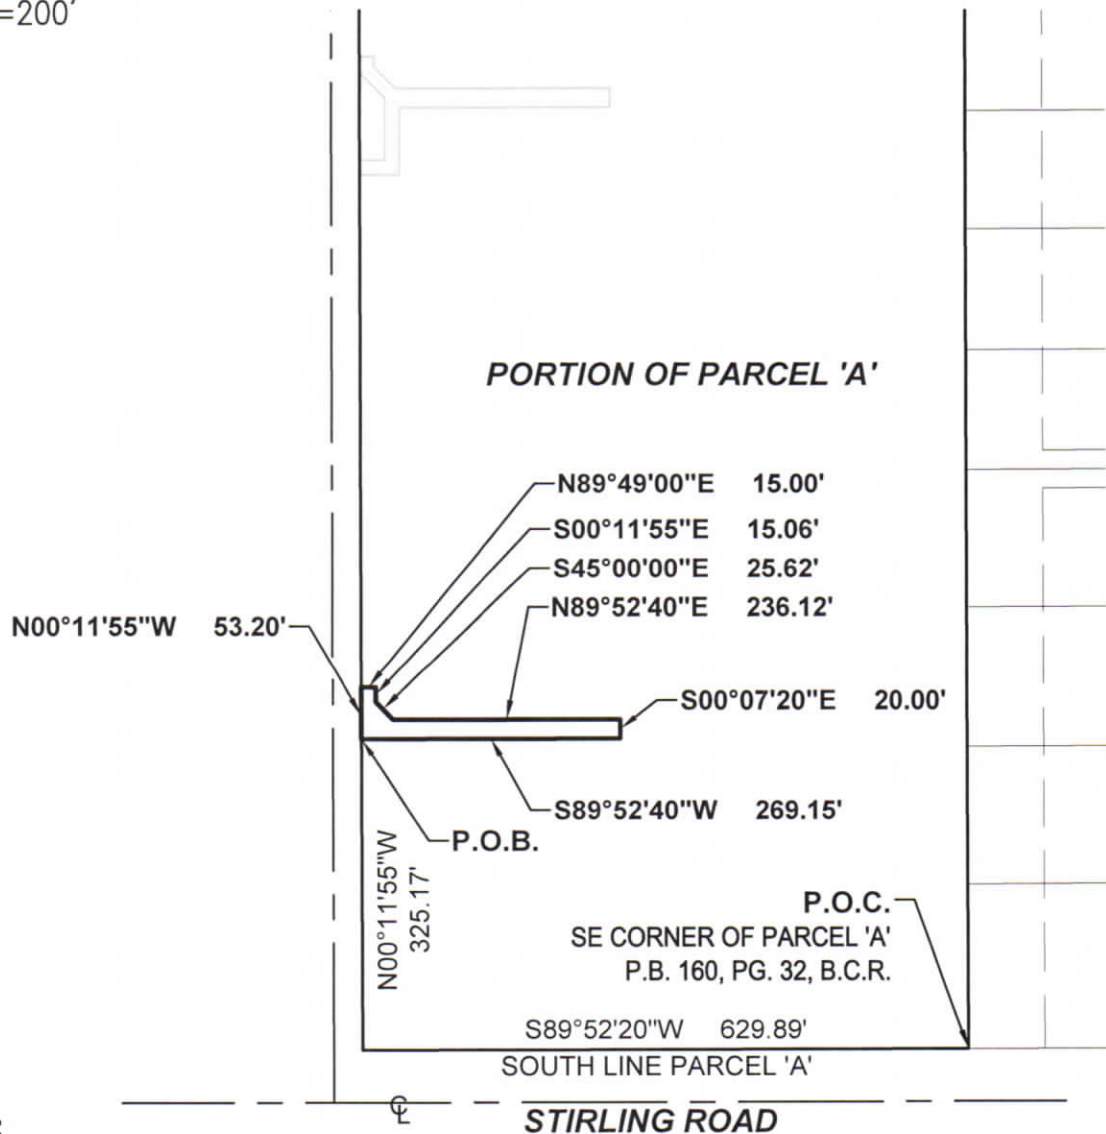 =200'
PORTION OF PARCEL 'A'
N89°49'00"E 15.00'
S00°11'55"E 15.06'
S45°00'00"E 25.62'
N89°52'40"E 236.12'
N00°11'55"W 53.20'
S00°07'20"E 20.00'
S89°52'40"W 269.15'
P.O.B.
N00°11'55"W
325.17'
P.O.C.
SE CORNER OF PARCEL 'A'
P.B. 160, PG. 32, B.C.R.
S89°52'20"W 629.89'
SOUTH LINE PARCEL 'A'
℄
STIRLING ROAD